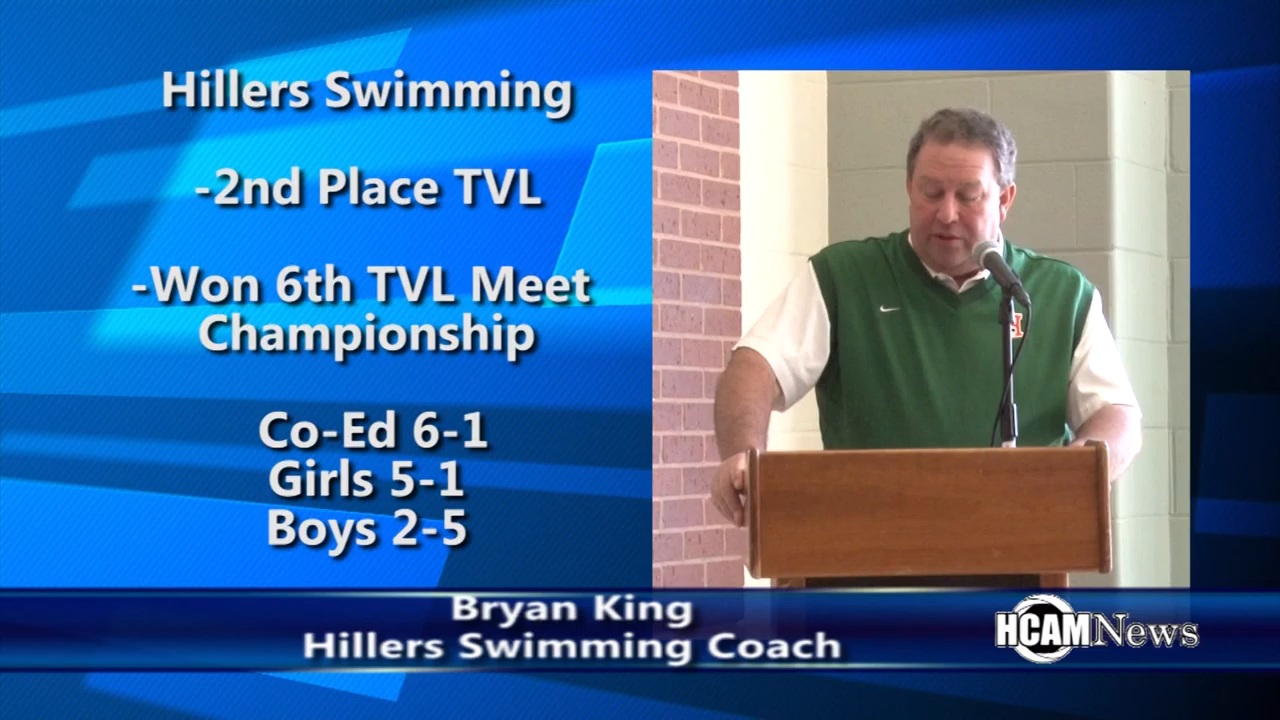 Hillers Swimming
-2nd Place TVL
-Won 6th TVL Meet
Championship
Co-Ed 6-1
Girls 5-1
Boys 2-5
H
Bryan King
Hillers Swimming Coach
HCAMNews